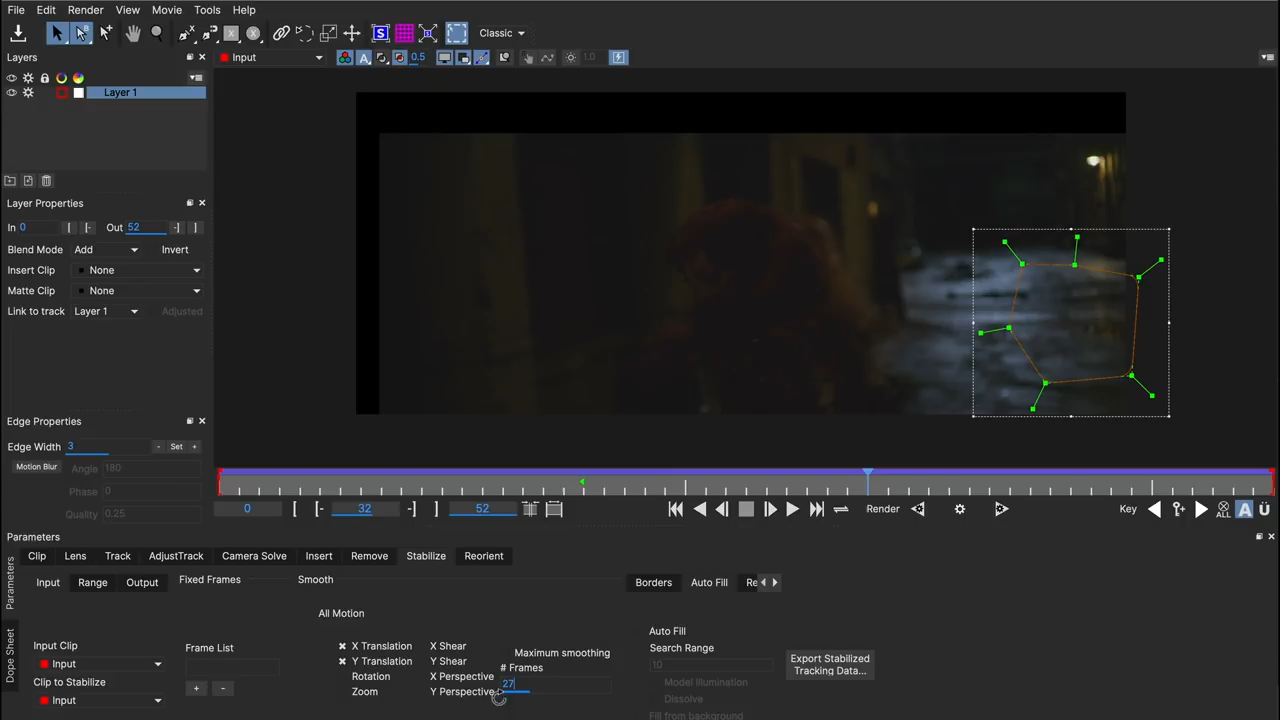 File Edit Render View Movie Tools Help
S Classic
Layers
Input A 0.5 1.0
Layer 1
Layer Properties
In 0 [ [- Out 52 -] ]
Blend Mode Add Invert
Insert Clip None
Matte Clip None
Link to track Layer 1 Adjusted
Edge Properties
Edge Width 3 - Set +
Motion Blur Angle 180
Phase 0
Quality 0.25
0 [ [- 32 -] ] 52 Render Key ALL A Ü
Parameters
Clip Lens Track AdjustTrack Camera Solve Insert Remove Stabilize Reorient
Parameters
Dope Sheet
Input Range Output Fixed Frames Smooth Borders Auto Fill Re
All Motion
Auto Fill
Input Clip Frame List X Translation X Shear Maximum smoothing Search Range
Input Y Translation Y Shear # Frames 10
Clip to Stabilize Rotation X Perspective 27 Model Illumination
Input + - Zoom Y Perspective Dissolve
Fill from background
Export Stabilized
Tracking Data...